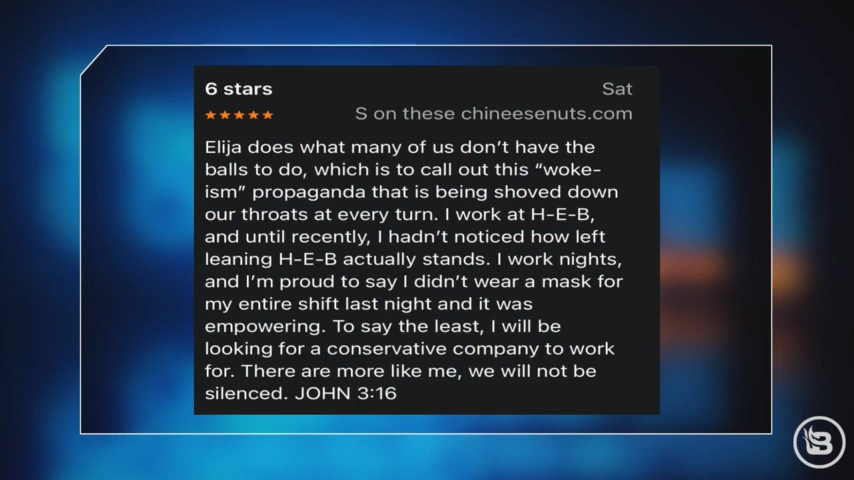 6 stars
Sat
S on these chineesenuts.com
Elija does what many of us don't have the
balls to do, which is to call out this “woke-
ism” propaganda that is being shoved down
our throats at every turn. I work at H-E-B,
and until recently, I hadn't noticed how left
leaning H-E-B actually stands. I work nights,
and I'm proud to say I didn't wear a mask for
my entire shift last night and it was
empowering. To say the least, I will be
looking for a conservative company to work
for. There are more like me, we will not be
silenced. JOHN 3:16
B